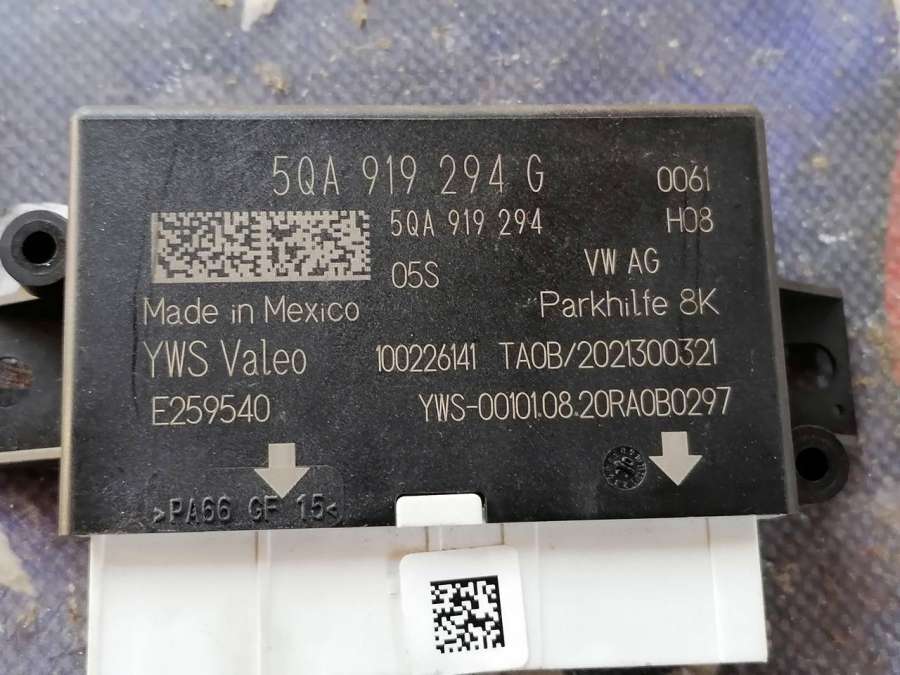 5QA 919 294 G 0061
5QA 919 294 H08
05S VW AG
Made in Mexico Parkhilfe 8K
YWS Valeo 100226141 TA0B/2021300321
E259540 YWS-00101.08.20RA0B0297
>PA66 GF 15<